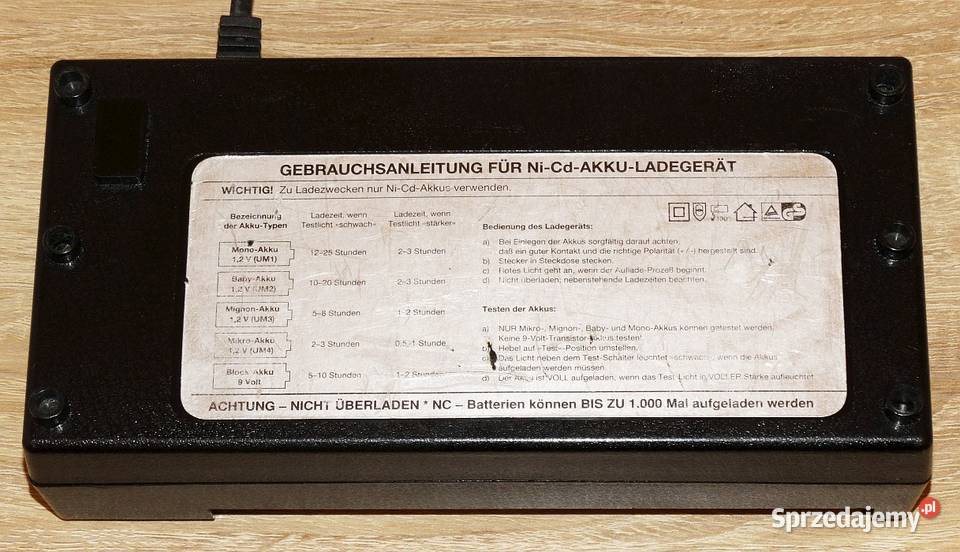 GEBRAUCHSANLEITUNG FÜR Ni-Cd-AKKU-LADEGERÄT
WICHTIG! Zu Ladezwecken nur Ni-Cd-Akkus verwenden.
Bezeichnung der Akku-Typen
Ladezeit, wenn Testlicht «schwach»
Ladezeit, wenn Testlicht «stärker»
Mono-Akku 1,2 V (UM1)
12–25 Stunden
2–3 Stunden
Baby-Akku 1,2 V (UM2)
10–20 Stunden
2–3 Stunden
Mignon-Akku 1,2 V (UM3)
5–8 Stunden
1–2 Stunden
Mikro-Akku 1,2 V (UM4)
2–3 Stunden
0,5-1 Stunde
Block-Akku 9 Volt
5–10 Stunden
1–2 Stunden
Bedienung des Ladegeräts:
a) Bei Einlegen der Akkus sorgfältig darauf achten,
daß ein guter Kontakt und die richtige Polarität (+ / -) hergestellt sind.
b) Stecker in Steckdose stecken.
c) Rotes Licht geht an, wenn der Auflade-Prozeß beginnt.
d) Nicht überladen; nebenstehende Ladezeiten beachten.
Testen der Akkus:
a) NUR Mikro-, Mignon-, Baby- und Mono-Akkus können getestet werden.
Keine 9-Volt-Transistor-Akkus testen!
b) Hebel auf «Test»-Position umstellen.
c) Das Licht neben dem Test-Schalter leuchtet «schwach», wenn die Akkus
aufgeladen werden müssen.
d) Der Akku ist VOLL aufgeladen, wenn das Test-Licht in VOLLER Stärke aufleuchtet.
ACHTUNG – NICHT ÜBERLADEN * NC – Batterien können BIS ZU 1.000 Mal aufgeladen werden
Sprzedajemy.pl